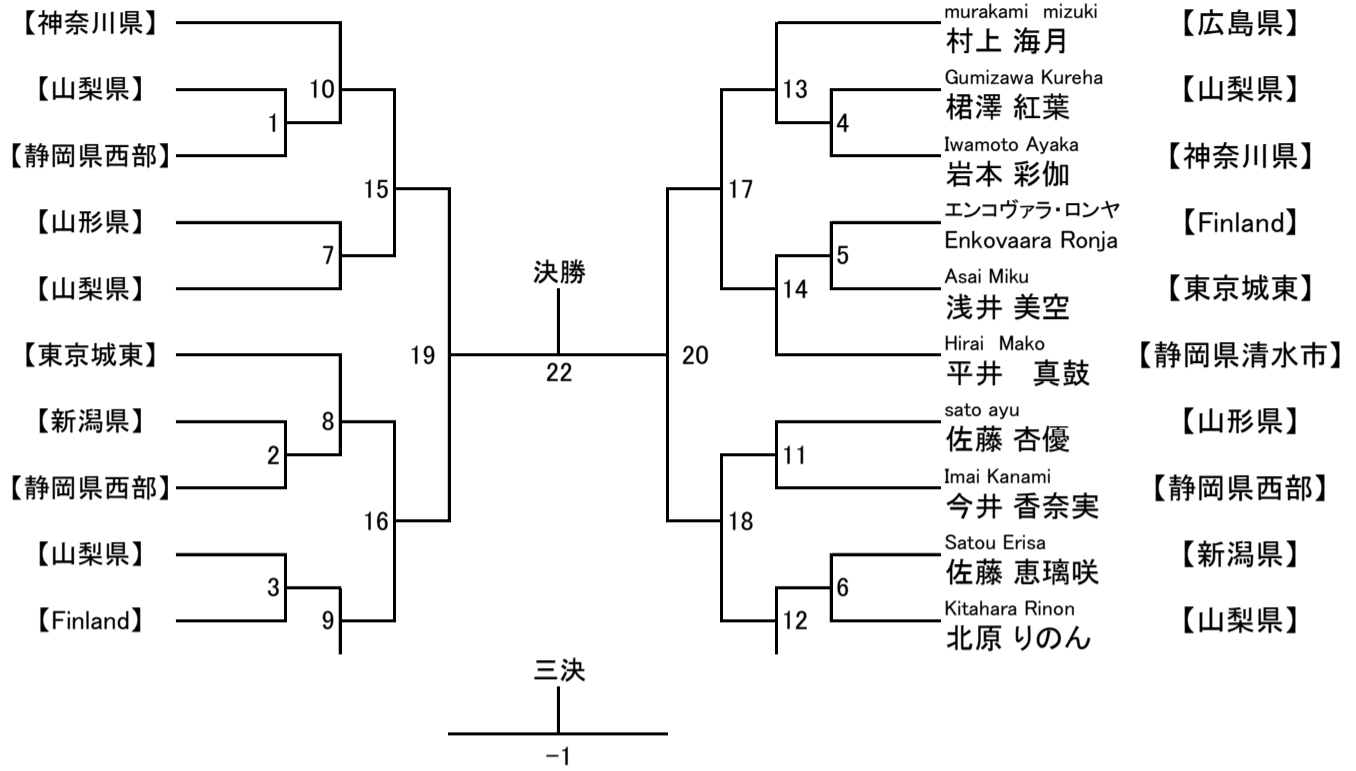 【神奈川県】
【山梨県】
10
1
【静岡県西部】
15
【山形県】
7
【山梨県】
【東京城東】
19
【新潟県】
8
2
【静岡県西部】
16
【山梨県】
3
【Finland】
9
決勝
22
三決
-1
murakami mizuki
村上 海月
【広島県】
13
Gumizawa Kureha
桾澤 紅葉
【山梨県】
4
Iwamoto Ayaka
岩本 彩伽
【神奈川県】
17
エンコヴァラ・ロンヤ
Enkovaara Ronja
【Finland】
5
14
Asai Miku
浅井 美空
【東京城東】
20
Hirai Mako
平井 真鼓
【静岡県清水市】
sato ayu
佐藤 杏優
【山形県】
11
Imai Kanami
今井 香奈実
【静岡県西部】
18
Satou Erisa
佐藤 恵璃咲
【新潟県】
6
12
Kitahara Rinon
北原 りのん
【山梨県】